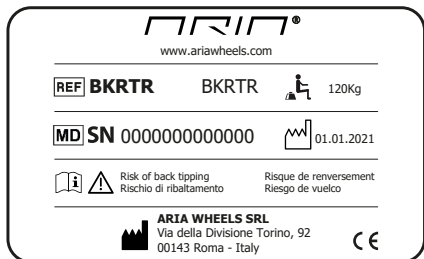 ARIA®
www.ariawheels.com
REF BKRTR BKRTR 120Kg
MD SN 0000000000000 01.01.2021
Risk of back tipping Risque de renversement
Rischio di ribaltamento Riesgo de vuelco
ARIA WHEELS SRL
Via della Divisione Torino, 92
00143 Roma - Italy CE